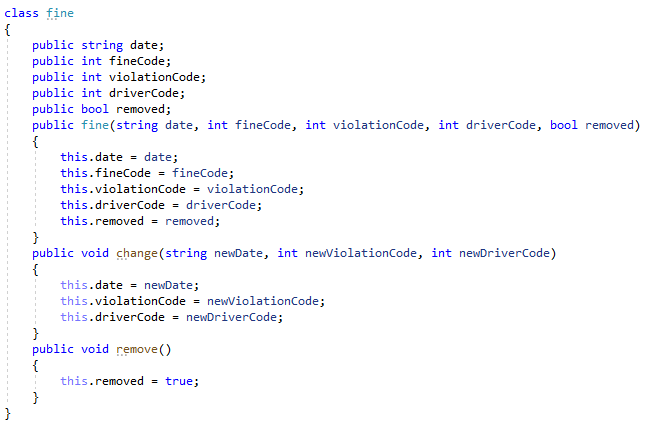 class fine
{
    public string date;
    public int fineCode;
    public int violationCode;
    public int driverCode;
    public bool removed;
    public fine(string date, int fineCode, int violationCode, int driverCode, bool removed)
    {
        this.date = date;
        this.fineCode = fineCode;
        this.violationCode = violationCode;
        this.driverCode = driverCode;
        this.removed = removed;
    }
    public void change(string newDate, int newViolationCode, int newDriverCode)
    {
        this.date = newDate;
        this.violationCode = newViolationCode;
        this.driverCode = newDriverCode;
    }
    public void remove()
    {
        this.removed = true;
    }
}